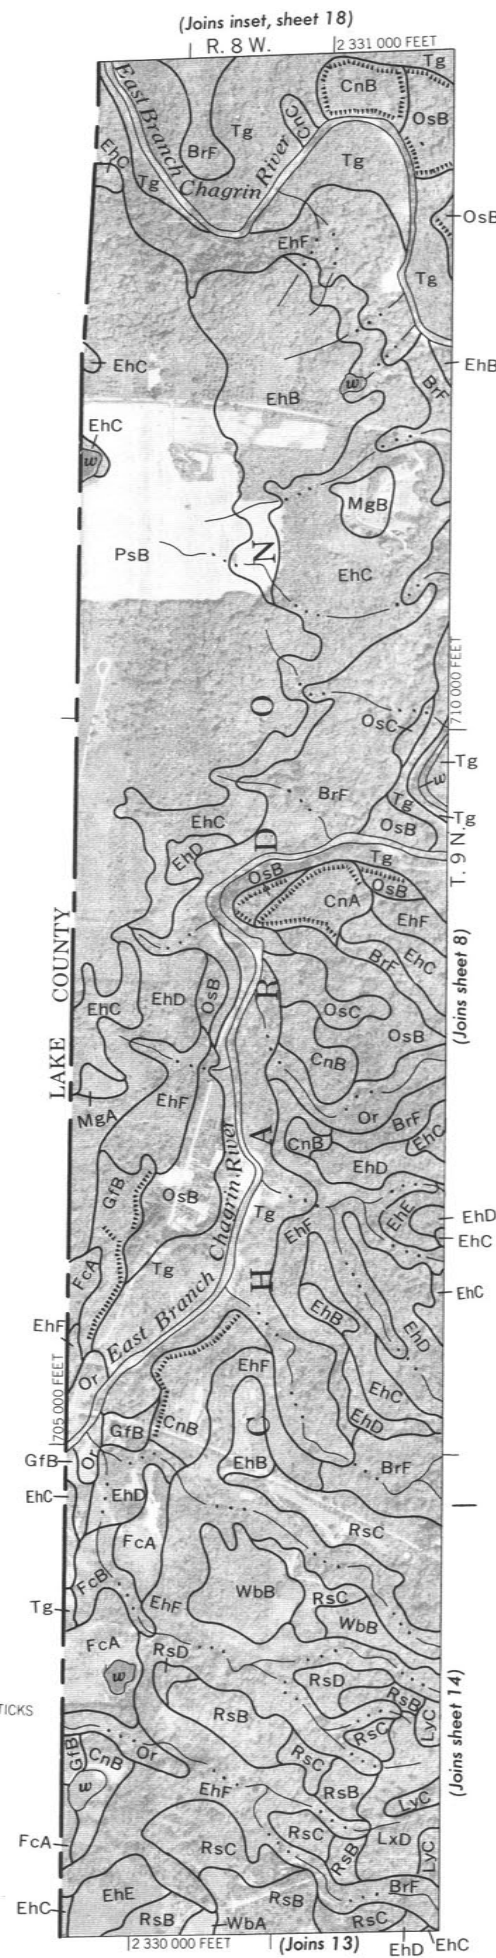 (Joins inset, sheet 18)
R. 8 W.
2 331 000 FEET
Tg
CnB
OsB
East Branch
Chagrin
River
BrF
Tg
CnC
EhC
Tg
Tg
OsB
EhF
Tg
EhC
EhB
BrF
w
EhB
EhC
w
MgB
N
PsB
EhC
710 000 FEET
O
OsC
Tg
w
BrF
Tg
Tg
EhC
OsB
T. 9 N.
D
EhD
Tg
OsB
OsB
CnA
EhF
LAKE COUNTY
EhC
BrF
(Joins sheet 8)
EhD
OsB
R
EhC
OsC
OsB
CnB
MgA
EhF
Or
BrF
A
CnB
EhC
EhD
GfB
OsB
Chagrin River
Tg
EhE
EhD
EhF
EhC
Tg
FcA
H
EhC
EhB
East Branch
EhF
EhD
Or
EhF
EhC
705 000 FEET
GfB
CnB
C
EhD
GfB
Or
EhB
BrF
EhC
EhD
RsC
FcA
FcB
WbB
RsC
Tg
EhF
WbB
FcA
RsD
w
RsD
RsB
LyC
(Joins sheet 14)
TICKS
RsB
RsC
GfB
CnB
Or
RsC
w
EhF
RsB
LyC
FcA
RsC
RsC
LxD
RsB
LyC
EhE
BrF
EhC
RsB
RsB
WbA
RsC
2 330 000 FEET
(Joins 13)
EhD
EhC